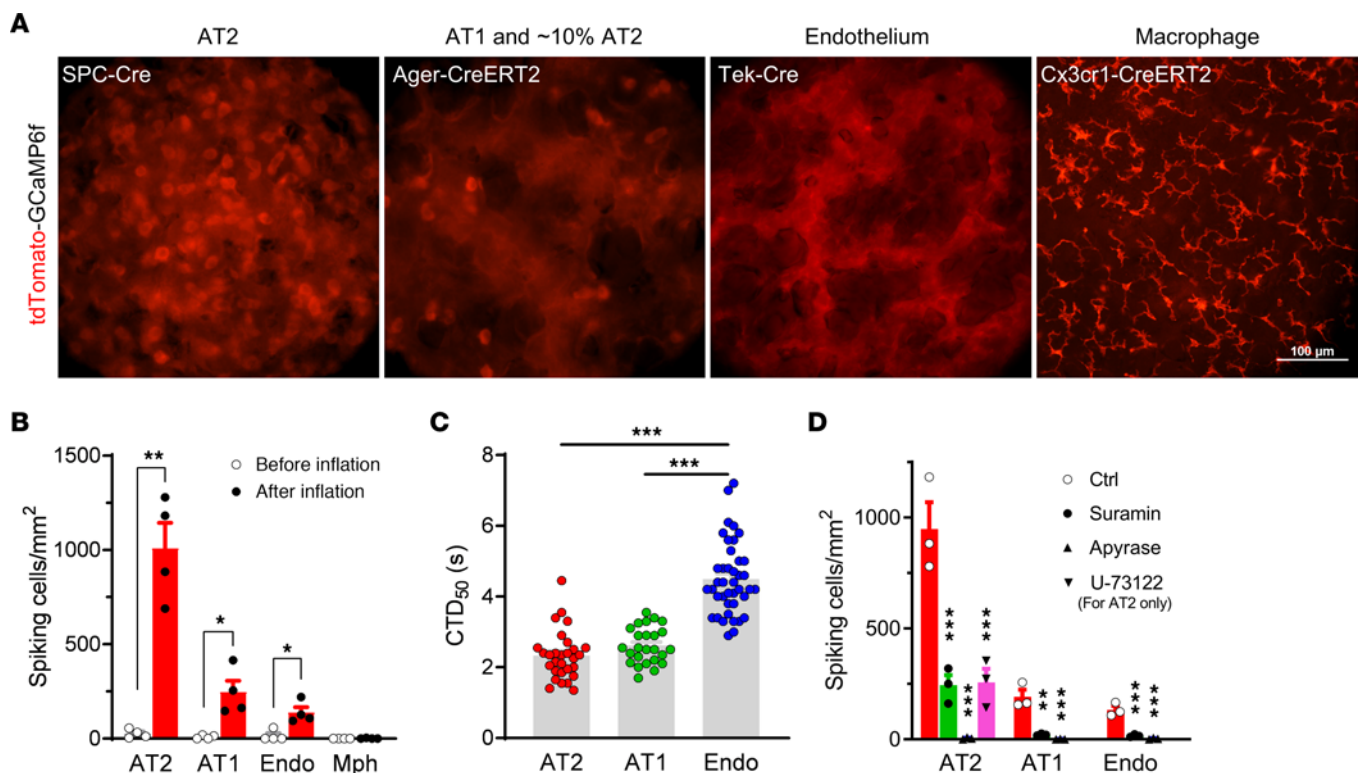 A
AT2
AT1 and ~10% AT2
Endothelium
Macrophage
tdTomato-GCaMP6f
SPC-Cre
Ager-CreERT2
Tek-Cre
Cx3cr1-CreERT2
100 µm
B
Spiking cells/mm²
1500
1000
500
0
**
*
*
Before inflation
After inflation
AT2
AT1
Endo
Mph
C
CTD₅₀ (s)
8
6
4
2
0
***
***
AT2
AT1
Endo
D
Spiking cells/mm²
1000
500
0
***
***
***
**
***
***
***
Ctrl
Suramin
Apyrase
U-73122
(For AT2 only)
AT2
AT1
Endo